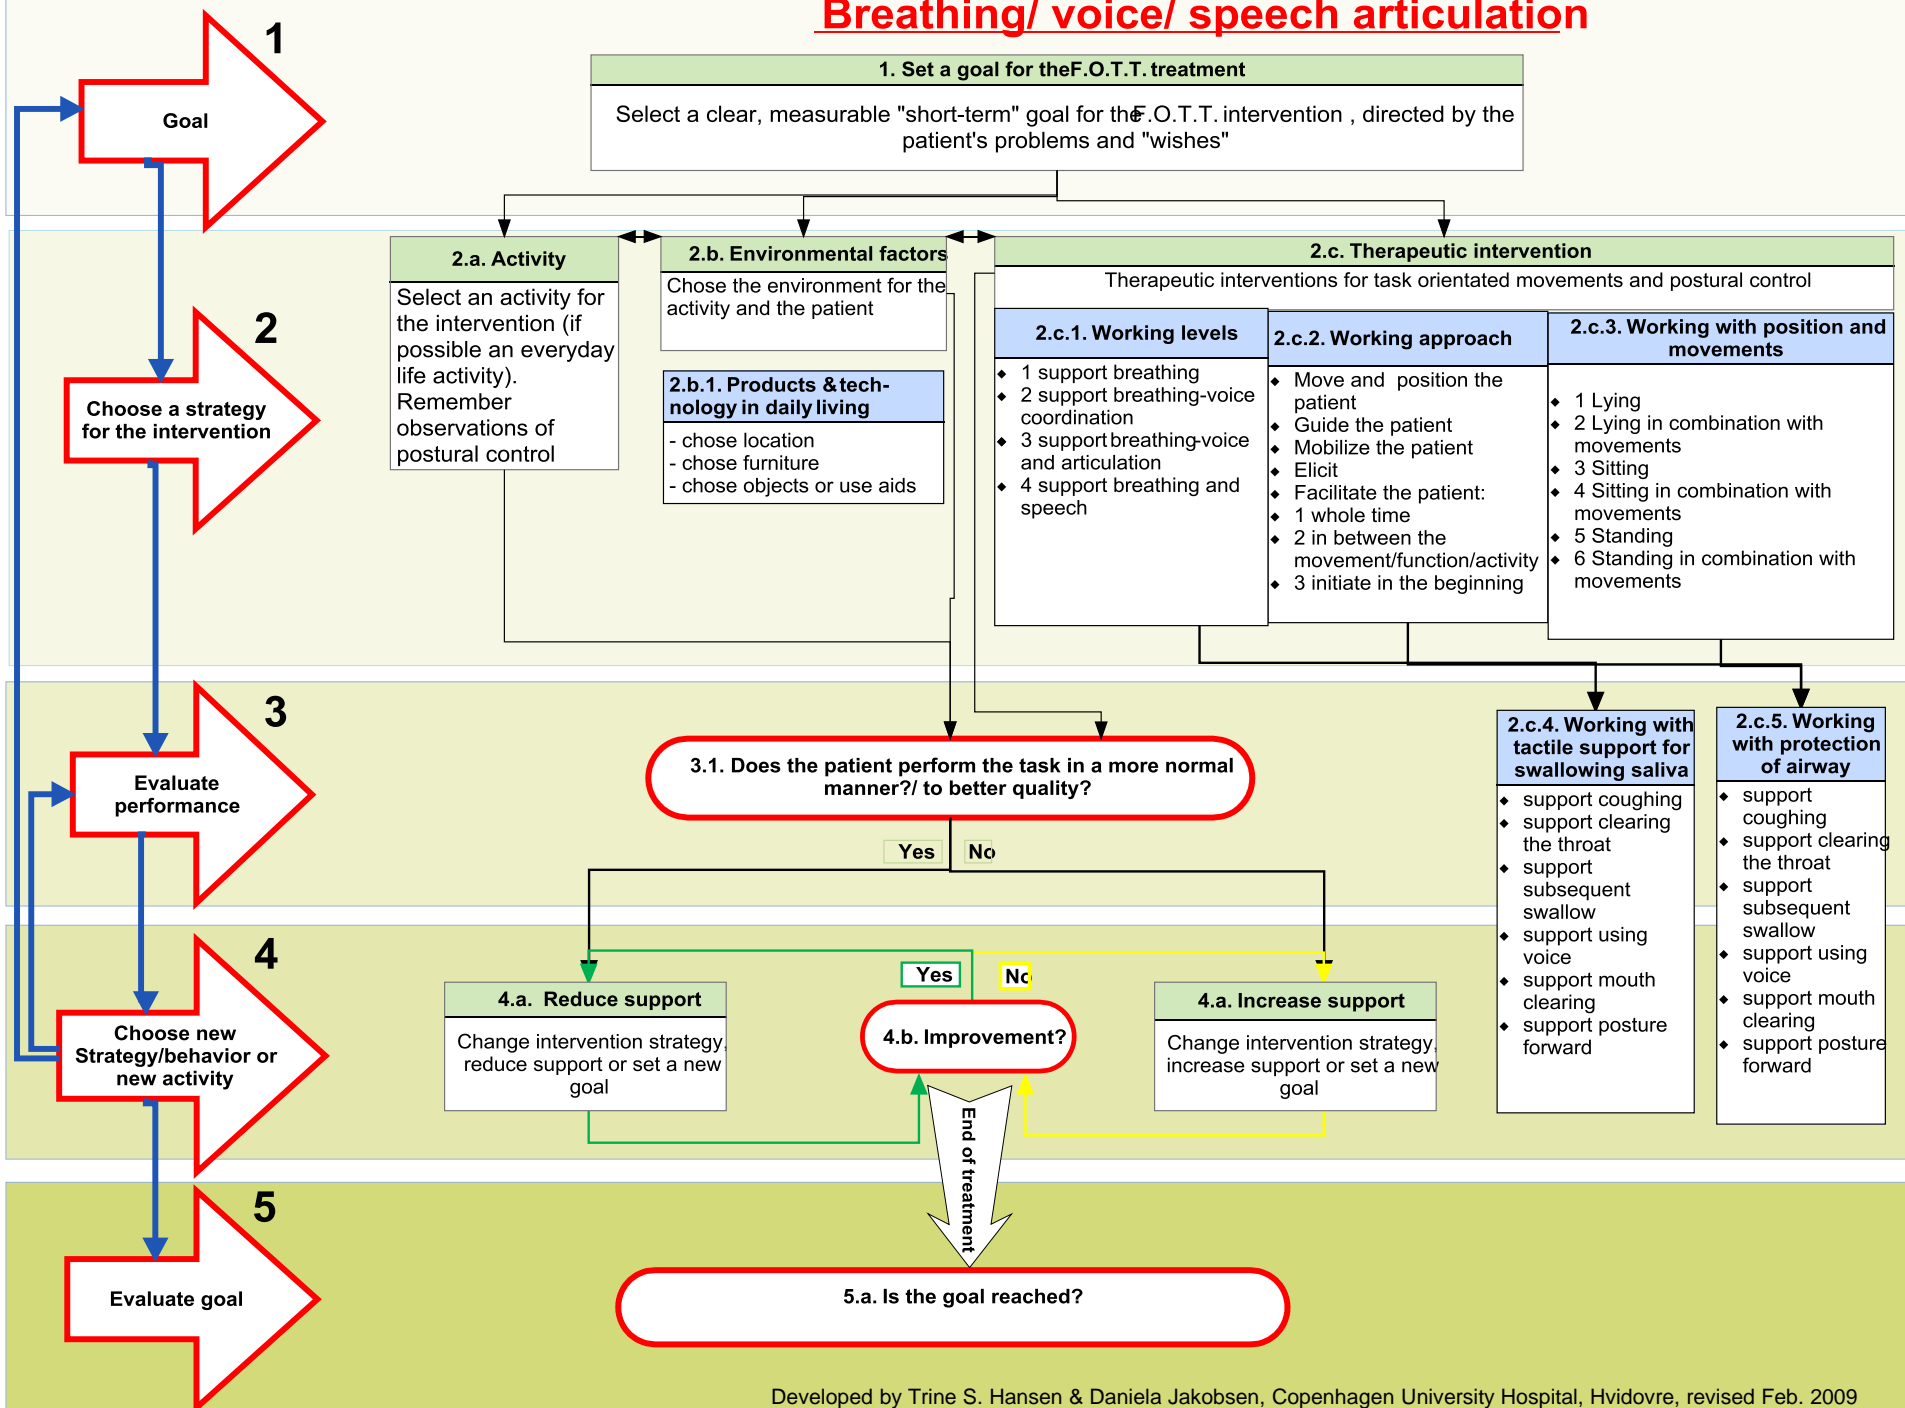 Breathing/ voice/ speech articulation
1
Goal
1. Set a goal for theF.O.T.T. treatment
Select a clear, measurable "short-term" goal for the F.O.T.T. intervention , directed by the
patient's problems and "wishes"
2
Choose a strategy
for the intervention
2.a. Activity
Select an activity for
the intervention (if
possible an everyday
life activity).
Remember
observations of
postural control
2.b. Environmental factors
Chose the environment for the
activity and the patient
2.b.1. Products & tech-
nology in daily living
- chose location
- chose furniture
- chose objects or use aids
2.c. Therapeutic intervention
Therapeutic interventions for task orientated movements and postural control
2.c.1. Working levels
◆ 1 support breathing
◆ 2 support breathing-voice
coordination
◆ 3 support breathing-voice
and articulation
◆ 4 support breathing and
speech
2.c.2. Working approach
◆ Move and position the
patient
◆ Guide the patient
◆ Mobilize the patient
◆ Elicit
◆ Facilitate the patient:
◆ 1 whole time
◆ 2 in between the
movement/function/activity
◆ 3 initiate in the beginning
2.c.3. Working with position and
movements
◆ 1 Lying
◆ 2 Lying in combination with
movements
◆ 3 Sitting
◆ 4 Sitting in combination with
movements
◆ 5 Standing
◆ 6 Standing in combination with
movements
3
Evaluate
performance
3.1. Does the patient perform the task in a more normal
manner?/ to better quality?
Yes No
2.c.4. Working with
tactile support for
swallowing saliva
◆ support coughing
◆ support clearing
the throat
◆ support
subsequent
swallow
◆ support using
voice
◆ support mouth
clearing
◆ support posture
forward
2.c.5. Working
with protection
of airway
◆ support
coughing
◆ support clearing
the throat
◆ support
subsequent
swallow
◆ support using
voice
◆ support mouth
clearing
◆ support posture
forward
4
Choose new
Strategy/behavior or
new activity
4.a. Reduce support
Change intervention strategy,
reduce support or set a new
goal
Yes No
4.b. Improvement?
4.a. Increase support
Change intervention strategy,
increase support or set a new
goal
End of treatment
5
Evaluate goal
5.a. Is the goal reached?
Developed by Trine S. Hansen & Daniela Jakobsen, Copenhagen University Hospital, Hvidovre, revised Feb. 2009